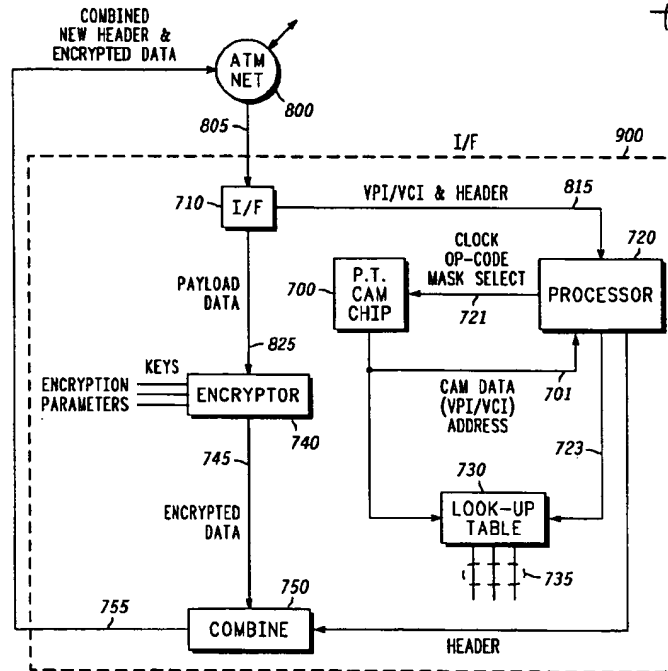 COMBINED
NEW HEADER &
ENCRYPTED DATA
ATM
NET
800
805
I/F
900
710
I/F
VPI/VCI & HEADER
815
720
PROCESSOR
CLOCK
OP-CODE
MASK SELECT
721
700
P.T.
CAM
CHIP
PAYLOAD
DATA
825
KEYS
ENCRYPTION
PARAMETERS
ENCRYPTOR
740
701
CAM DATA
(VPI/VCI)
ADDRESS
723
745
730
LOOK-UP
TABLE
735
ENCRYPTED
DATA
750
COMBINE
755
HEADER